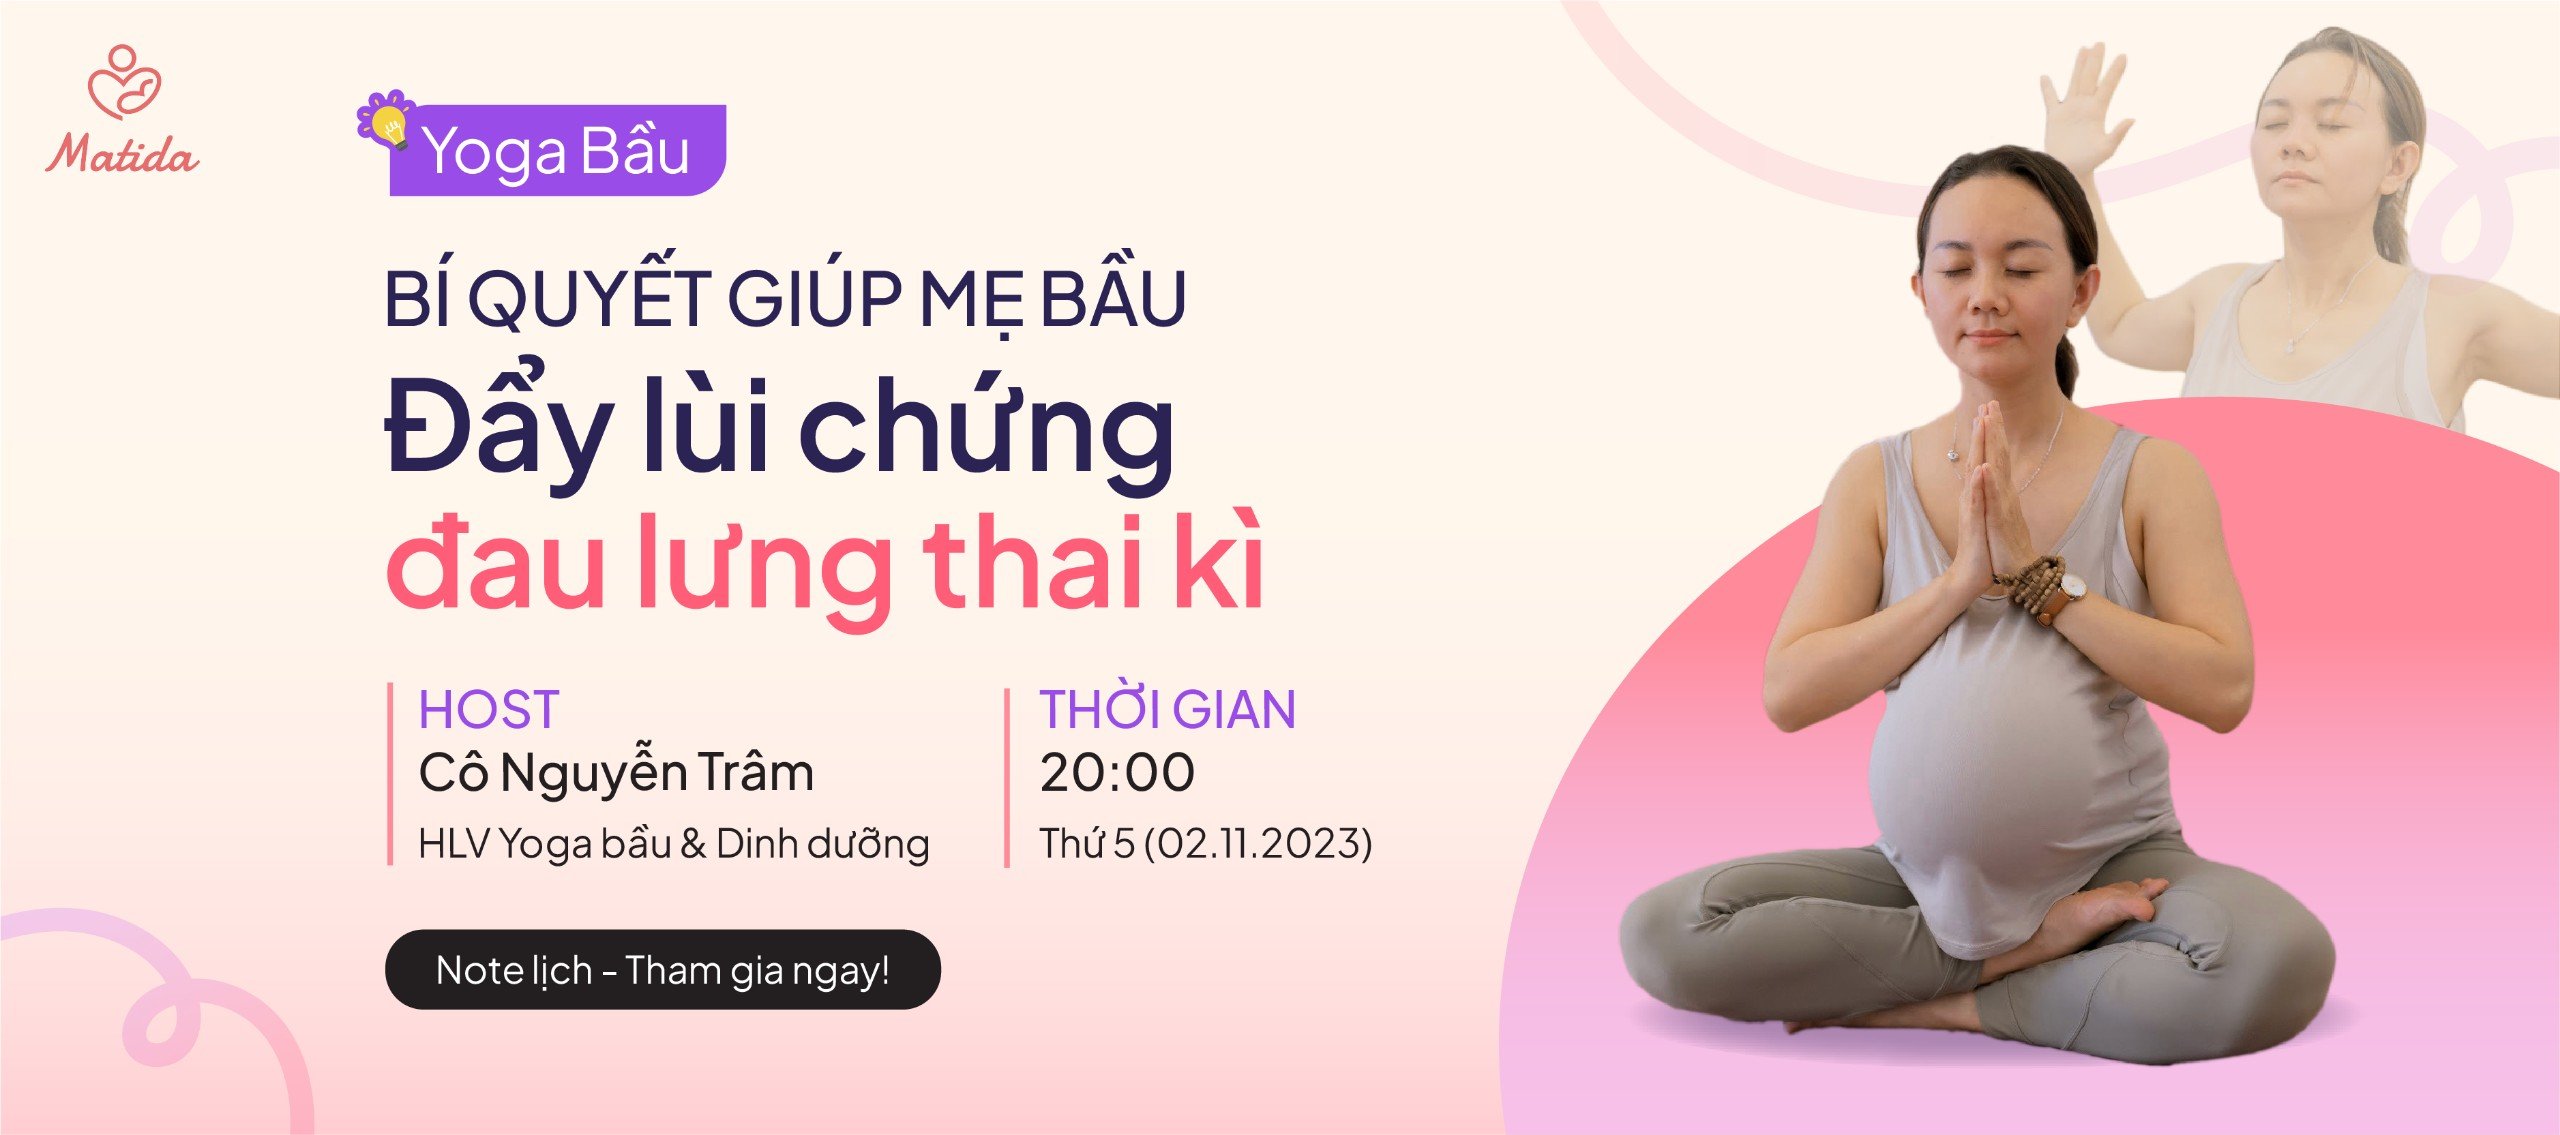 Matida
Yoga Bầu
BÍ QUYẾT GIÚP MẸ BẦU
Đẩy lùi chứng
đau lưng thai kì
HOST
Cô Nguyễn Trâm
HLV Yoga bầu & Dinh dưỡng
THỜI GIAN
20:00
Thứ 5 (02.11.2023)
Note lịch - Tham gia ngay!